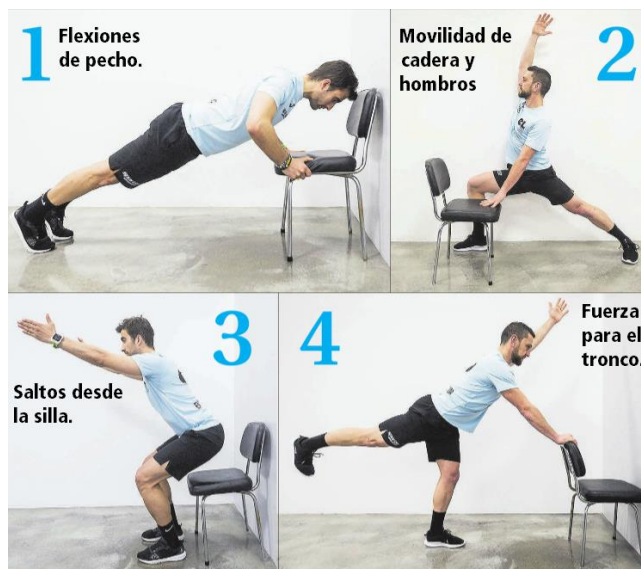 1
Flexiones
de pecho.
Movilidad de
cadera y
hombros
2
3
Saltos desde
la silla.
4
Fuerza
para el
tronco.